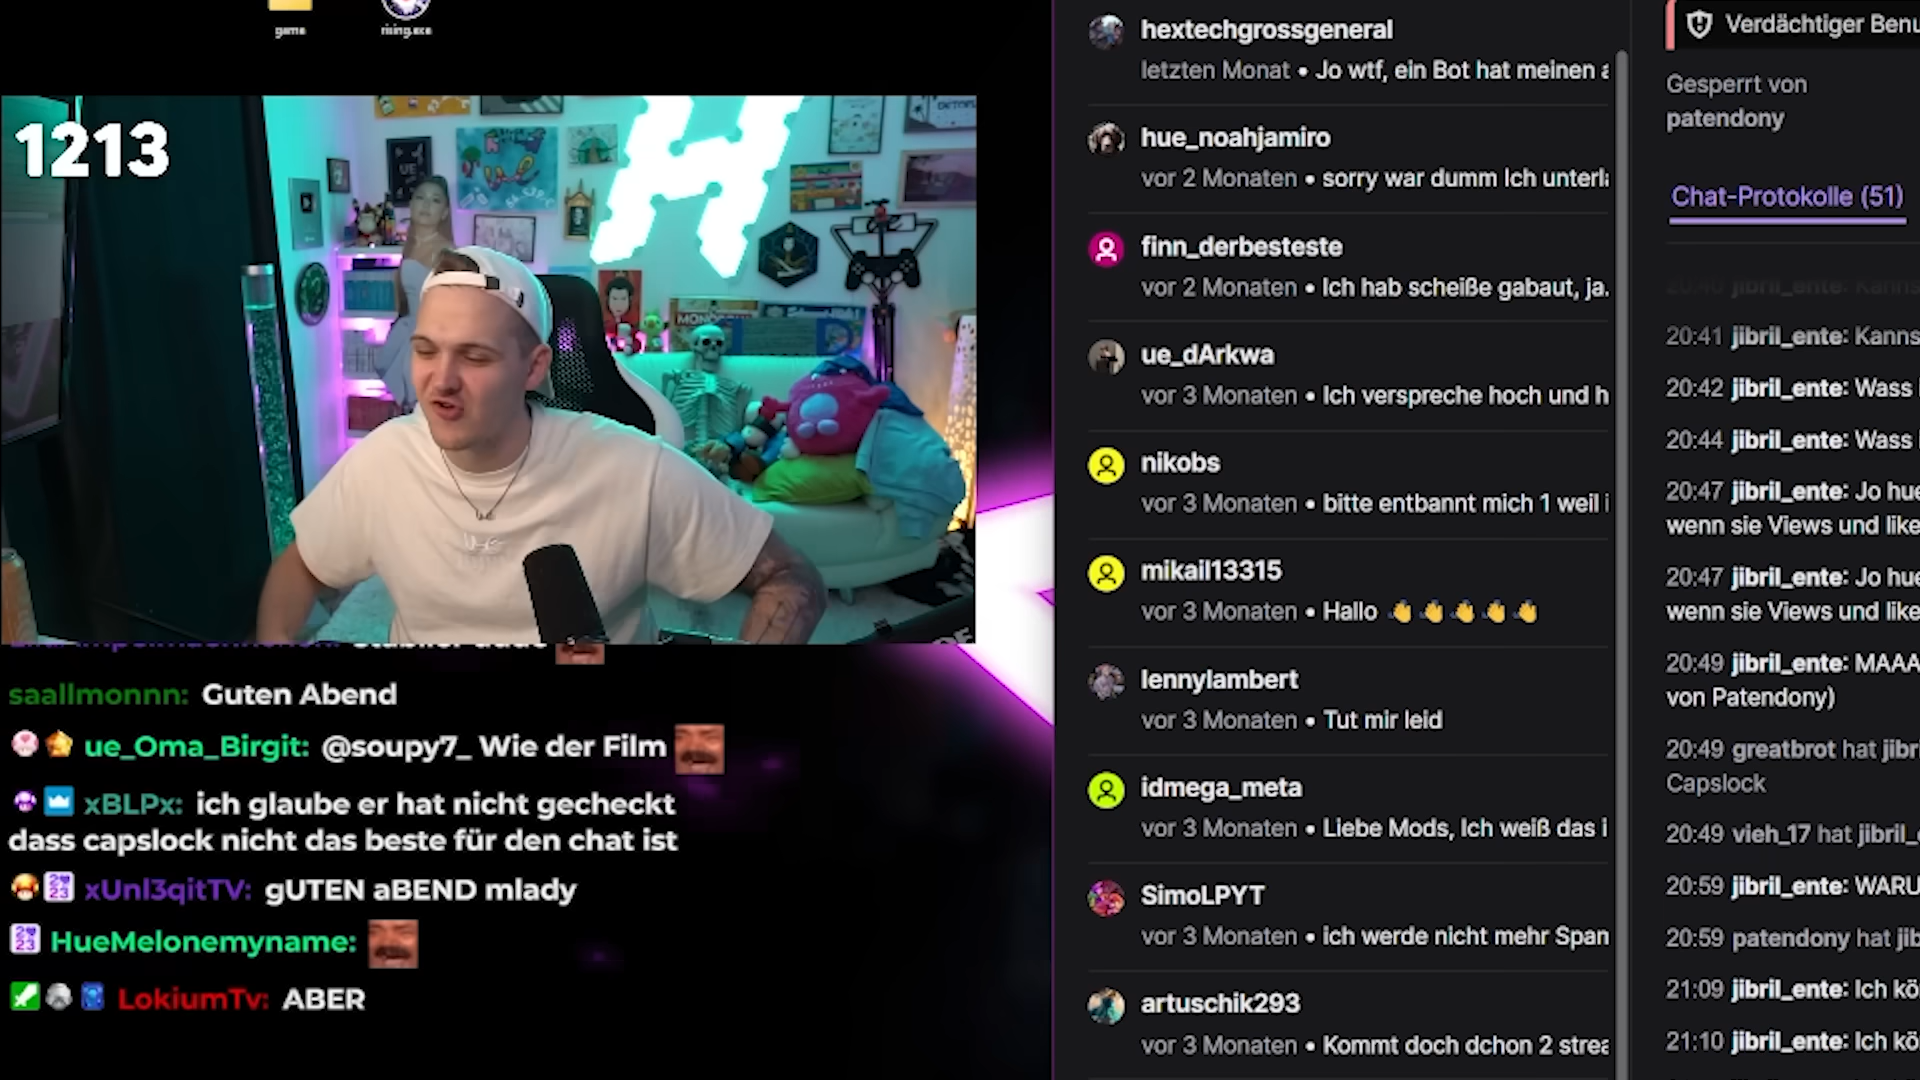 game
rising.exe
1213
MONOPOLY
saallmonnn: Guten Abend
ue_Oma_Birgit: @soupy7_ Wie der Film
xBLPx: ich glaube er hat nicht gecheckt
dass capslock nicht das beste für den chat ist
xUnl3qitTV: gUTEN aBEND mlady
HueMelonemyname:
LokiumTv: ABER
hextechgrossgeneral
letzten Monat • Jo wtf, ein Bot hat meinen a
hue_noahjamiro
vor 2 Monaten • sorry war dumm Ich unterla
finn_derbesteste
vor 2 Monaten • Ich hab scheiße gabaut, ja.
ue_dArkwa
vor 3 Monaten • Ich verspreche hoch und h
nikobs
vor 3 Monaten • bitte entbannt mich 1 weil i
mikail13315
vor 3 Monaten • Hallo 👏 👏 👏 👏 👏
lennylambert
vor 3 Monaten • Tut mir leid
idmega_meta
vor 3 Monaten • Liebe Mods, Ich weiß das i
SimoLPYT
vor 3 Monaten • ich werde nicht mehr Spam
artuschik293
vor 3 Monaten • Kommt doch dchon 2 strea
Verdächtiger Benu
Gesperrt von
patendony
Chat-Protokolle (51)
20:41 jibril_ente: Kanns
20:42 jibril_ente: Wass
20:44 jibril_ente: Wass
20:47 jibril_ente: Jo hue
wenn sie Views und like
20:47 jibril_ente: Jo hue
wenn sie Views und like
20:49 jibril_ente: MAAA
von Patendony)
20:49 greatbrot hat jibri
Capslock
20:49 vieh_17 hat jibril_
20:59 jibril_ente: WARU
20:59 patendony hat jib
21:09 jibril_ente: Ich kö
21:10 jibril_ente: Ich kö